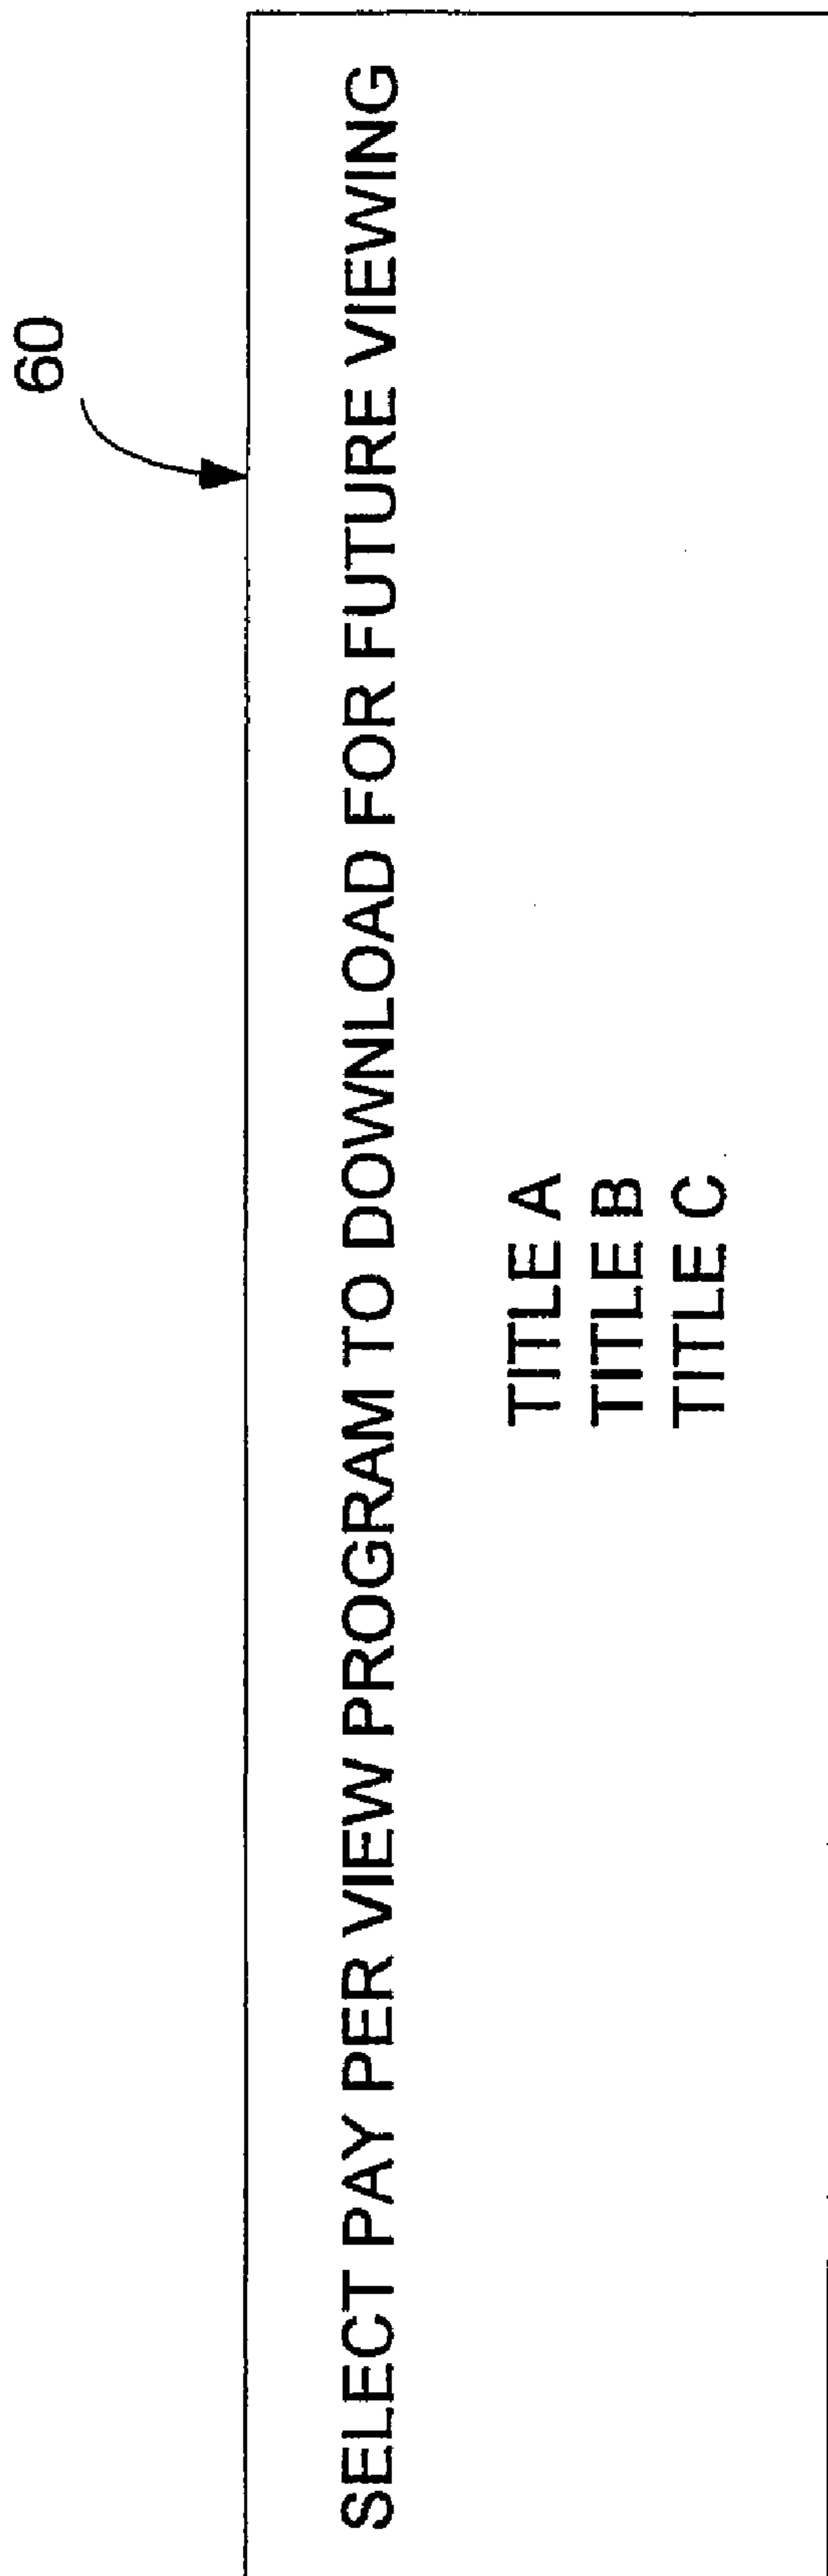 60
SELECT PAY PER VIEW PROGRAM TO DOWNLOAD FOR FUTURE VIEWING
TITLE A
TITLE B
TITLE C